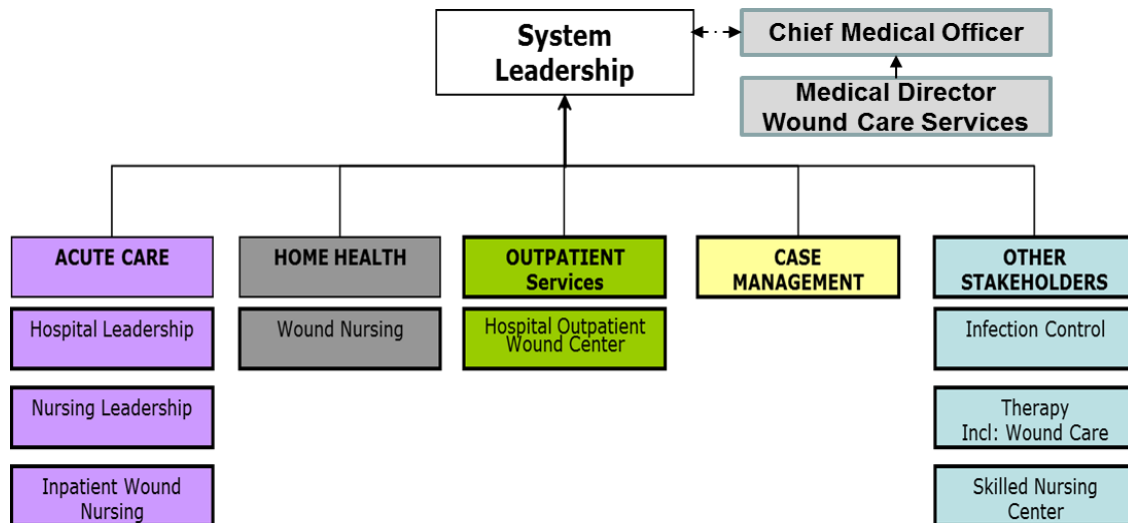 System
Leadership
Chief Medical Officer
Medical Director
Wound Care Services
ACUTE CARE
HOME HEALTH
OUTPATIENT
Services
CASE
MANAGEMENT
OTHER
STAKEHOLDERS
Hospital Leadership
Wound Nursing
Hospital Outpatient
Wound Center
Infection Control
Nursing Leadership
Therapy
Incl: Wound Care
Inpatient Wound
Nursing
Skilled Nursing
Center